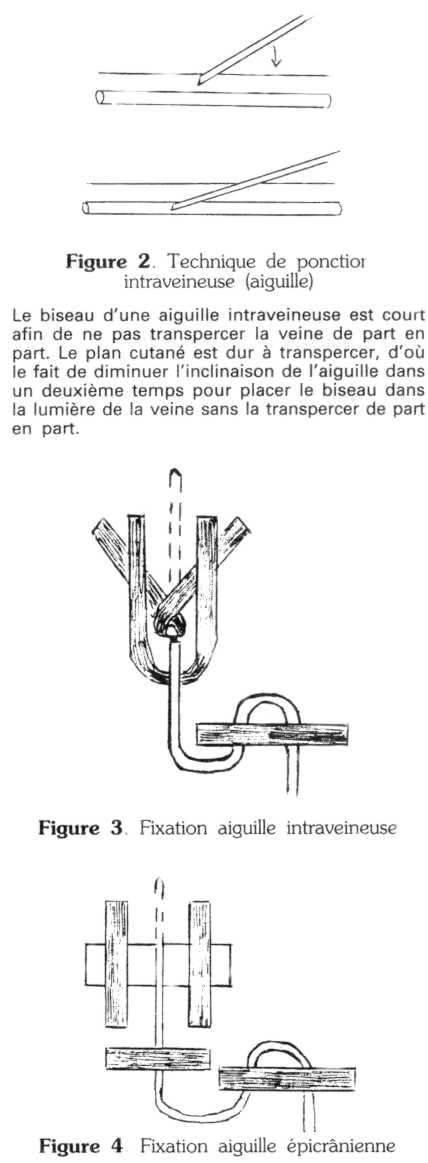 Figure 2. Technique de ponction
intraveineuse (aiguille)
Le biseau d'une aiguille intraveineuse est court
afin de ne pas transpercer la veine de part en
part. Le plan cutané est dur à transpercer, d'où
le fait de diminuer l'inclinaison de l'aiguille dans
un deuxième temps pour placer le biseau dans
la lumière de la veine sans la transpercer de part
en part.
Figure 3. Fixation aiguille intraveineuse
Figure 4 Fixation aiguille épicrânienne